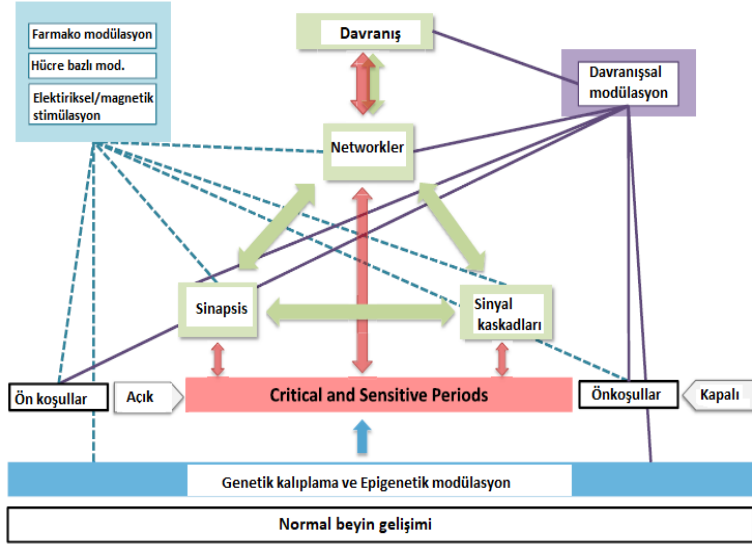 Farmako modülasyon
Hücre bazlı mod.
Elektiriksel/magnetik
stimülasyon
Davranış
Davranışsal
modülasyon
Networkler
Sinapsis
Sinyal
kaskadları
Ön koşullar
Açık
Critical and Sensitive Periods
Önkoşullar
Kapalı
Genetik kalıplama ve Epigenetik modülasyon
Normal beyin gelişimi